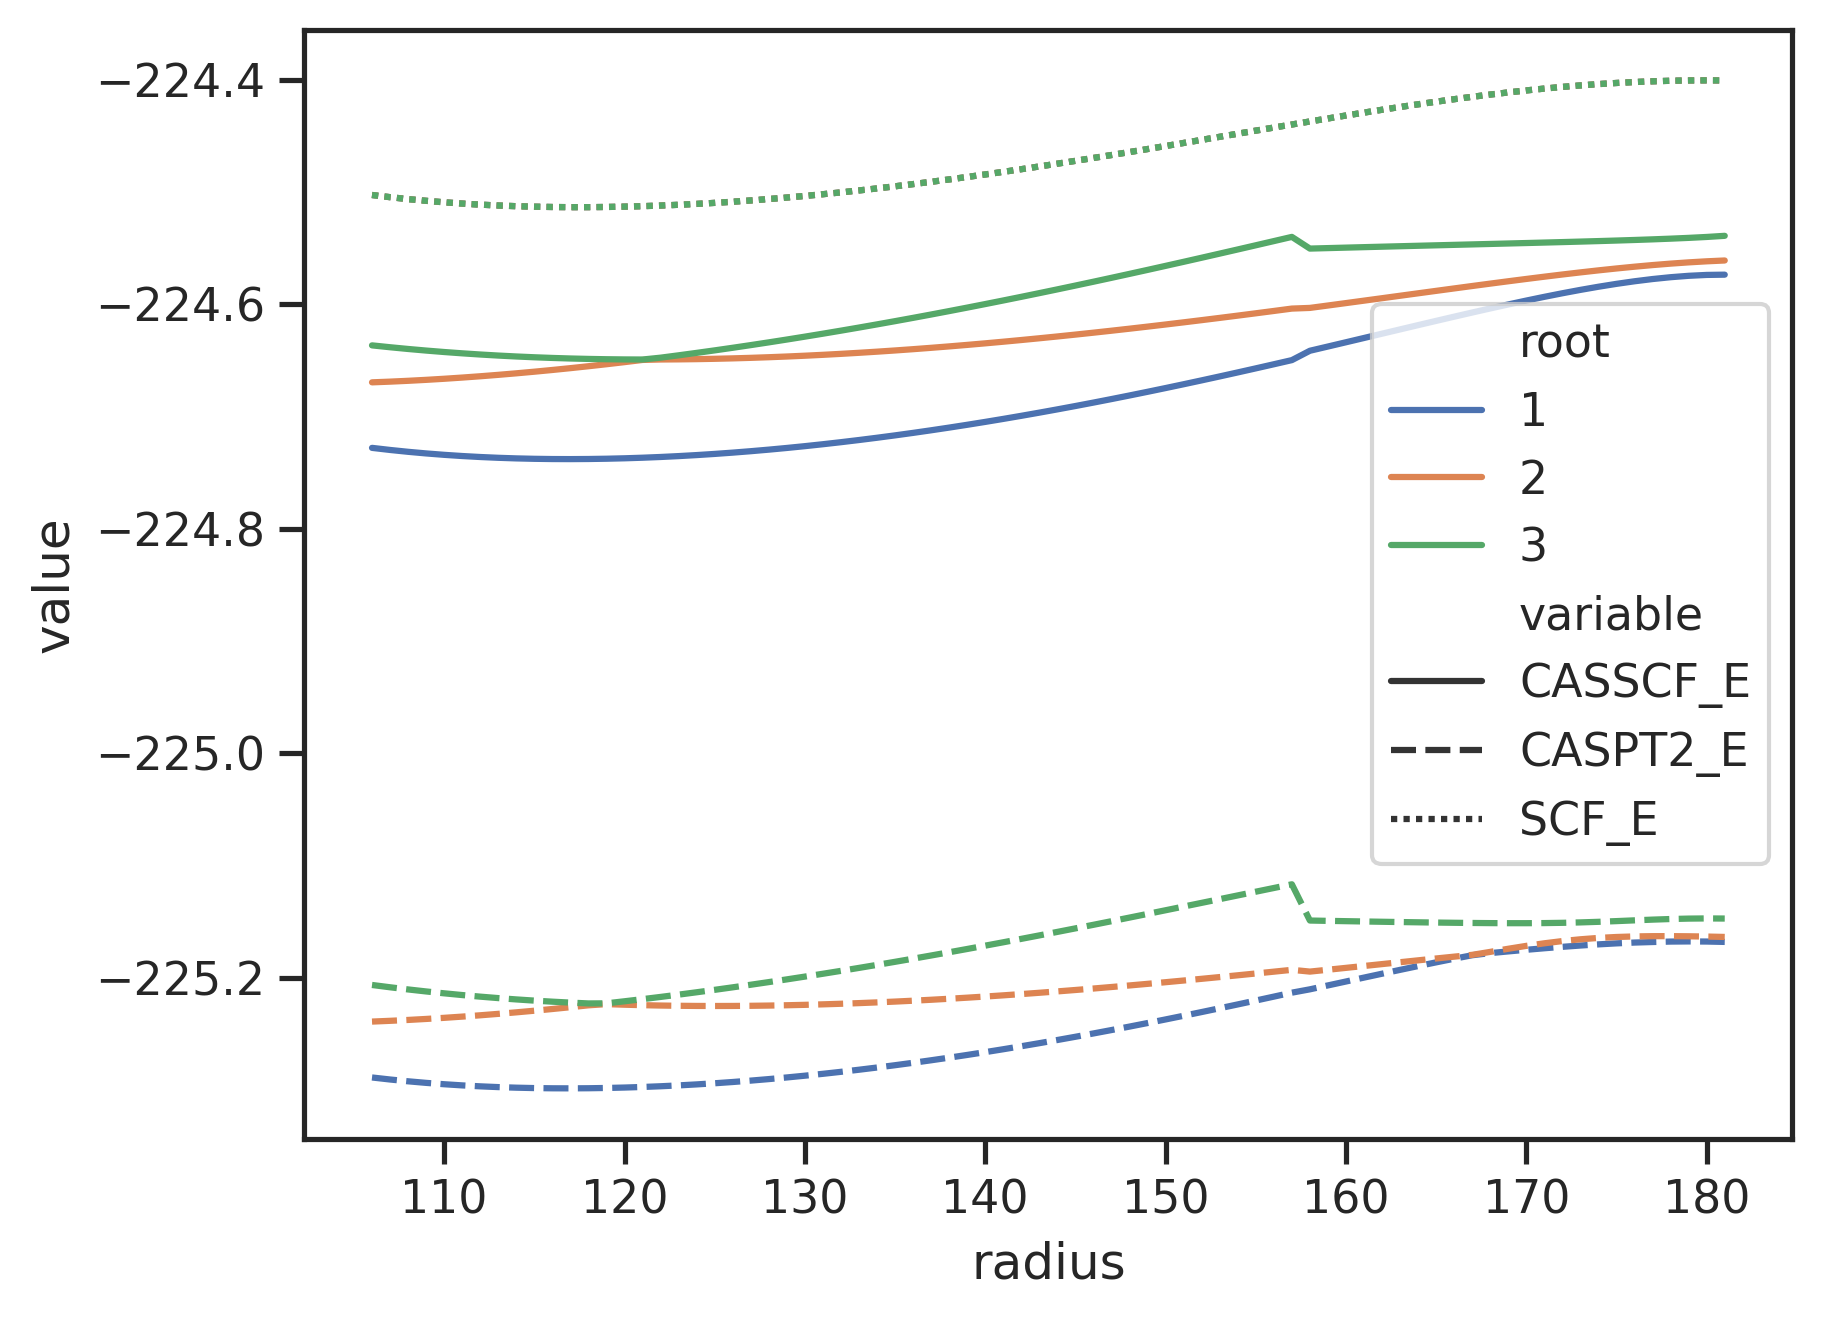 −224.4
−224.6
−224.8
−225.0
−225.2
value
110 120 130 140 150 160 170 180
radius
root
1
2
3
variable
CASSCF_E
CASPT2_E
SCF_E